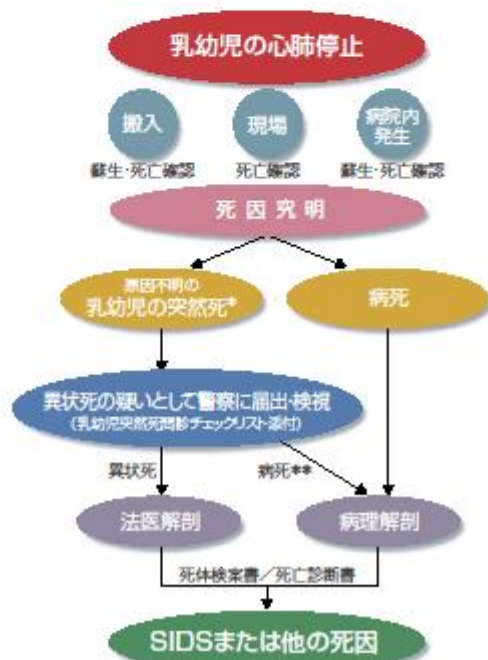 乳幼児の心肺停止
搬入
現場
病院内
発生
蘇生・死亡確認
死亡確認
蘇生・死亡確認
死因究明
原因不明の
乳幼児の突然死*
病死
異状死の疑いとして警察に届出・検視
(乳幼児突然死問診チェックリスト添付)
異状死
病死**
法医解剖
病理解剖
死体検案書/死亡診断書
SIDSまたは他の死因